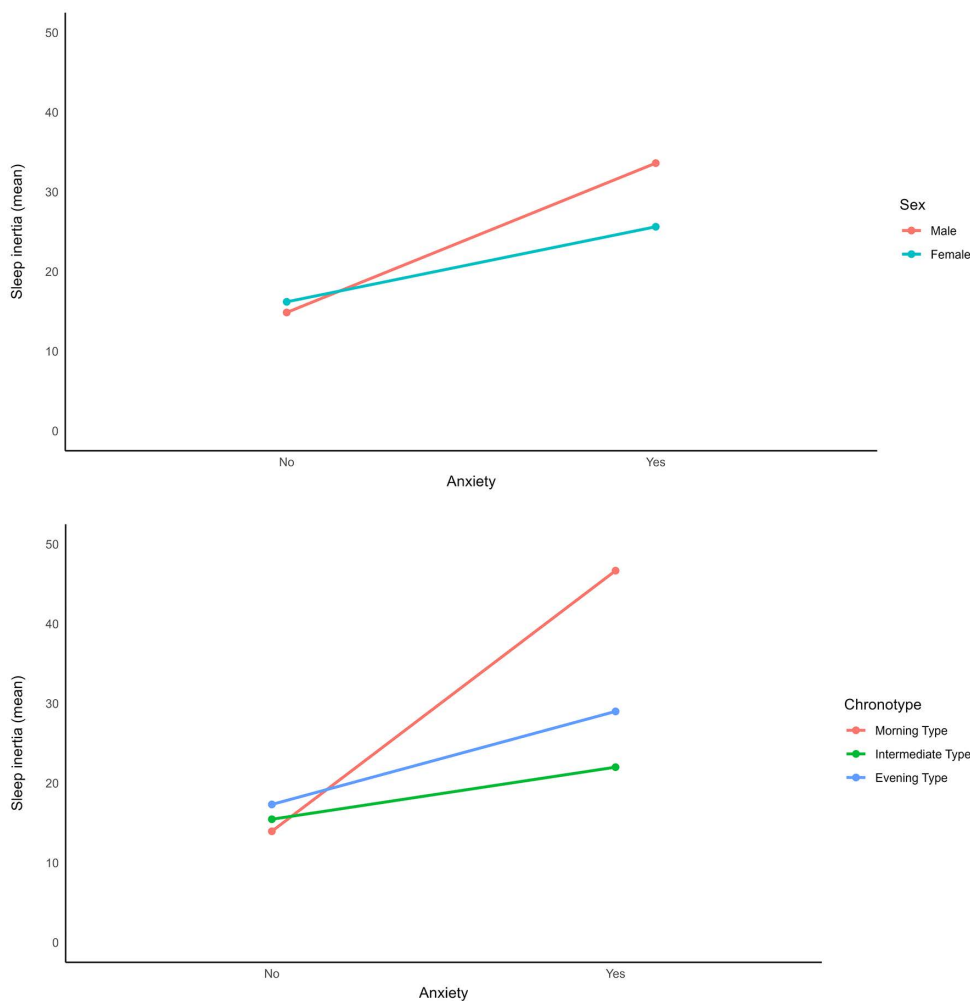 50
40
30
20
10
0
Sleep inertia (mean)
No
Yes
Anxiety
Sex
Male
Female
50
40
30
20
10
0
Sleep inertia (mean)
No
Yes
Anxiety
Chronotype
Morning Type
Intermediate Type
Evening Type